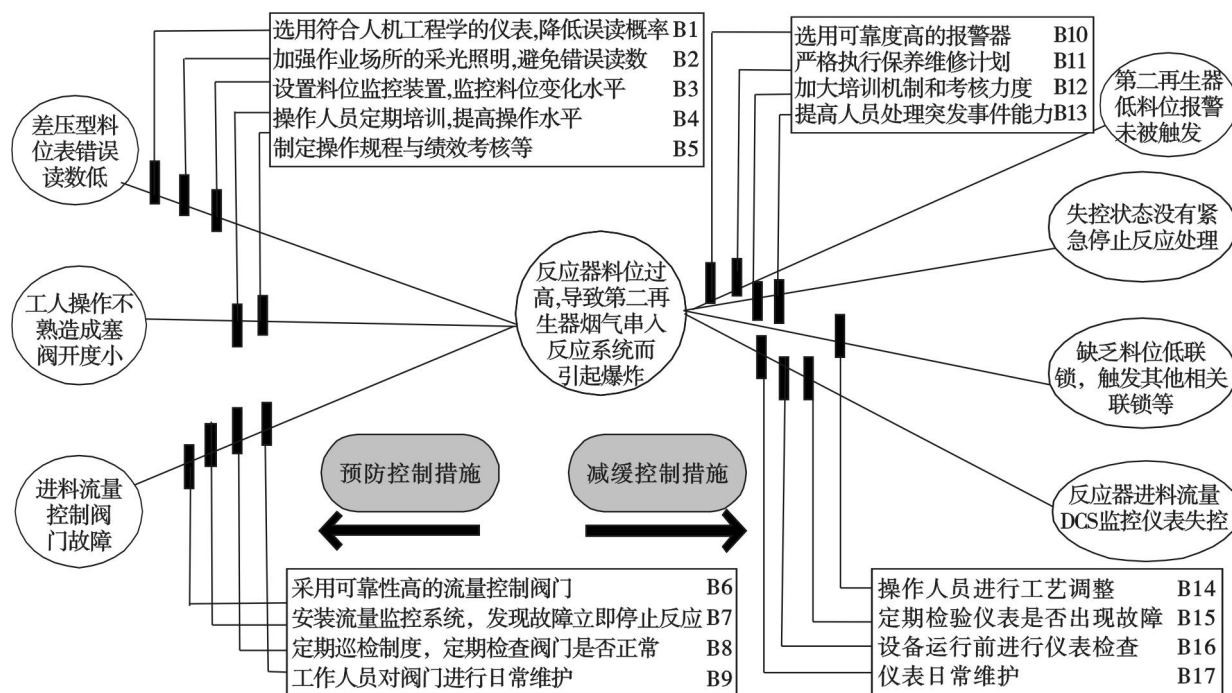 选用符合人机工程学的仪表,降低误读概率 B1
加强作业场所的采光照明,避免错误读数 B2
设置料位监控装置,监控料位变化水平 B3
操作人员定期培训,提高操作水平 B4
制定操作规程与绩效考核等 B5
选用可靠度高的报警器 B10
严格执行保养维修计划 B11
加大培训机制和考核力度 B12
提高人员处理突发事件能力B13
差压型料
位表错误
读数低
工人操作不
熟造成塞
阀开度小
进料流量
控制阀
门故障
反应器料位过
高,导致第二再
生器烟气串入
反应系统而
引起爆炸
第二再生器
低料位报警
未被触发
失控状态没有紧
急停止反应处理
缺乏料位低联
锁，触发其他相关
联锁等
反应器进料流量
DCS监控仪表失控
预防控制措施
减缓控制措施
采用可靠性高的流量控制阀门 B6
安装流量监控系统，发现故障立即停止反应 B7
定期巡检制度，定期检查阀门是否正常 B8
工作人员对阀门进行日常维护 B9
操作人员进行工艺调整 B14
定期检验仪表是否出现故障 B15
设备运行前进行仪表检查 B16
仪表日常维护 B17